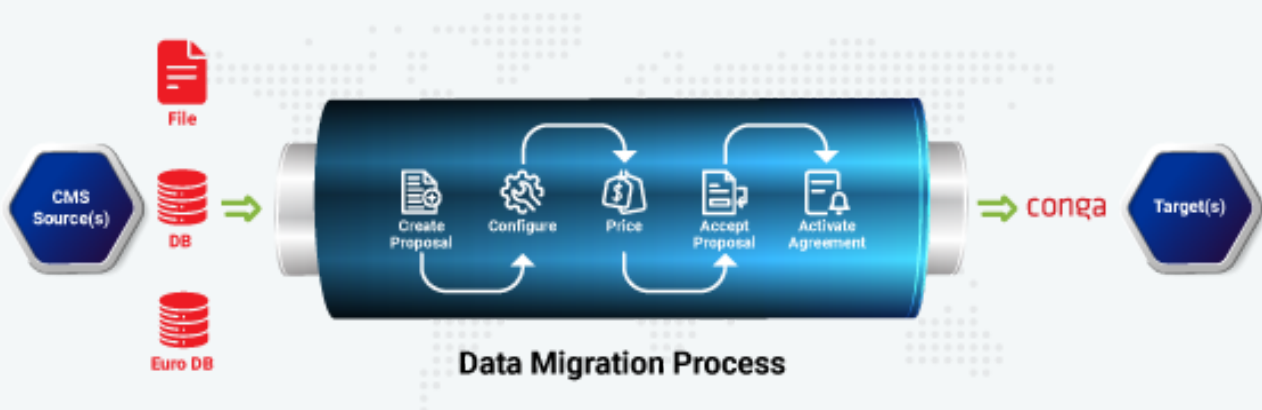 File
CMS
Source(s)
DB
Euro DB
Create
Proposal
Configure
Price
Accept
Proposal
Activate
Agreement
conga
Target(s)
Data Migration Process